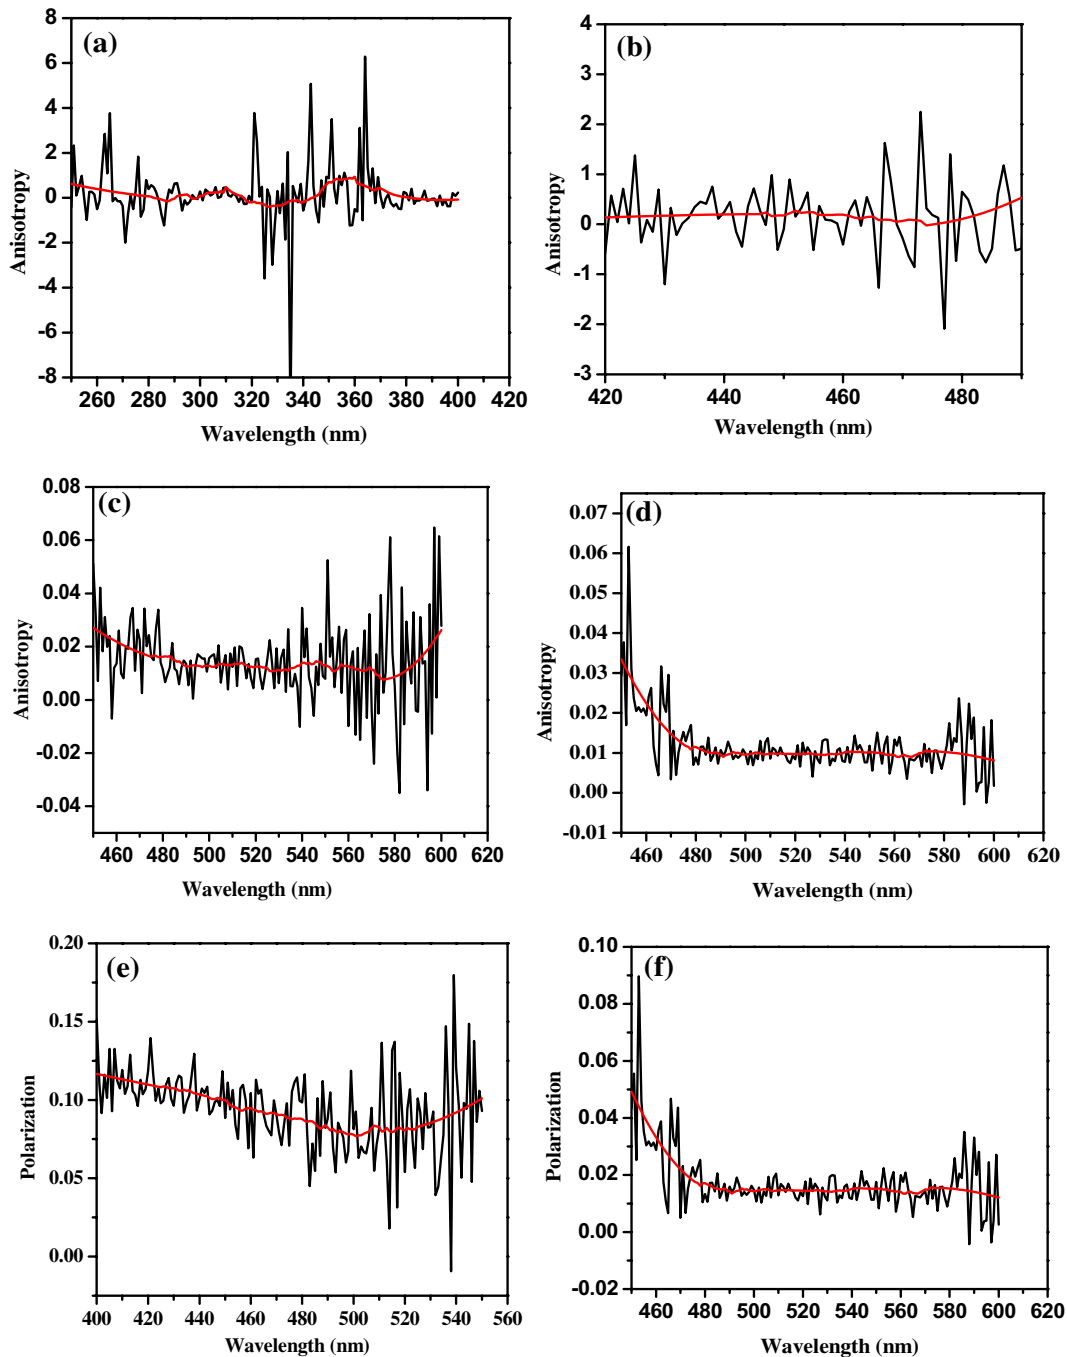 (a)
8
6
4
2
0
-2
-4
-6
-8
Anisotropy
260 280 300 320 340 360 380 400 420
Wavelength (nm)
(b)
4
3
2
1
0
-1
-2
-3
Anisotropy
420 440 460 480
Wavelength (nm)
(c)
0.08
0.06
0.04
0.02
0.00
-0.02
-0.04
Anisotropy
460 480 500 520 540 560 580 600 620
Wavelength (nm)
(d)
0.07
0.06
0.05
0.04
0.03
0.02
0.01
0.00
-0.01
Anisotropy
460 480 500 520 540 560 580 600 620
Wavelength (nm)
(e)
0.20
0.15
0.10
0.05
0.00
Polarization
400 420 440 460 480 500 520 540 560
Wavelength (nm)
(f)
0.10
0.08
0.06
0.04
0.02
0.00
-0.02
Polarization
460 480 500 520 540 560 580 600 620
Wavelength (nm)